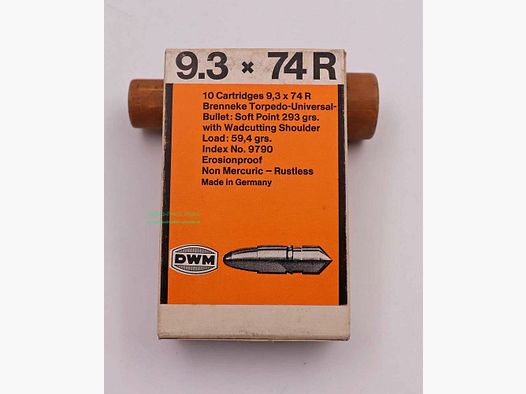 9.3 × 74 R
10 Cartridges 9,3 x 74 R
Brenneke Torpedo-Universal-
Bullet: Soft Point 293 grs.
with Wadcutting Shoulder
Load: 59,4 grs.
Index No. 9790
Erosionproof
Non Mercuric – Rustless
Made in Germany
DWM